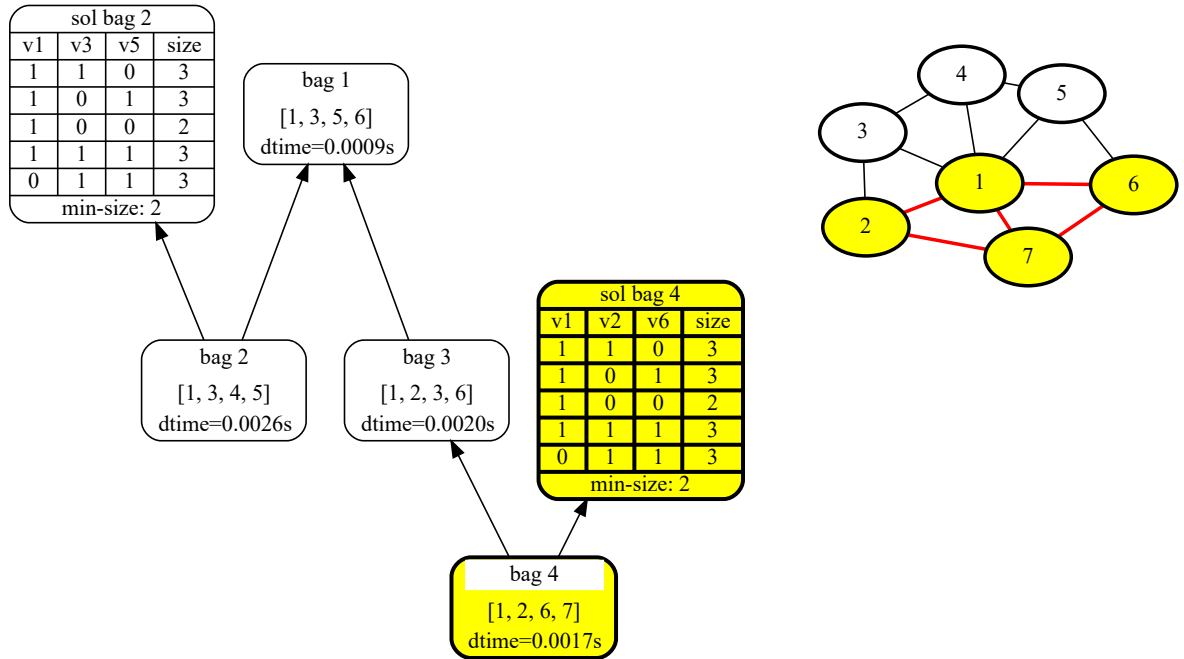 sol bag 2
v1 v3 v5 size
1 1 0 3
1 0 1 3
1 0 0 2
1 1 1 3
0 1 1 3
min-size: 2
bag 1
[1, 3, 5, 6]
dtime=0.0009s
bag 2
[1, 3, 4, 5]
dtime=0.0026s
bag 3
[1, 2, 3, 6]
dtime=0.0020s
sol bag 4
v1 v2 v6 size
1 1 0 3
1 0 1 3
1 0 0 2
1 1 1 3
0 1 1 3
min-size: 2
bag 4
[1, 2, 6, 7]
dtime=0.0017s
4
5
3
1
6
2
7